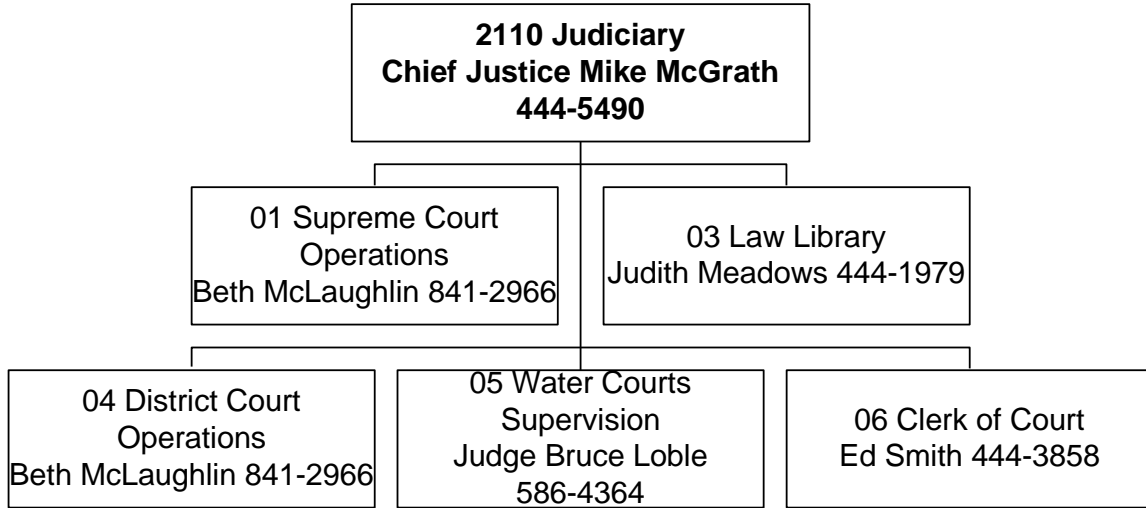 2110 Judiciary
Chief Justice Mike McGrath
444-5490
01 Supreme Court
Operations
Beth McLaughlin 841-2966
03 Law Library
Judith Meadows 444-1979
04 District Court
Operations
Beth McLaughlin 841-2966
05 Water Courts
Supervision
Judge Bruce Loble
586-4364
06 Clerk of Court
Ed Smith 444-3858